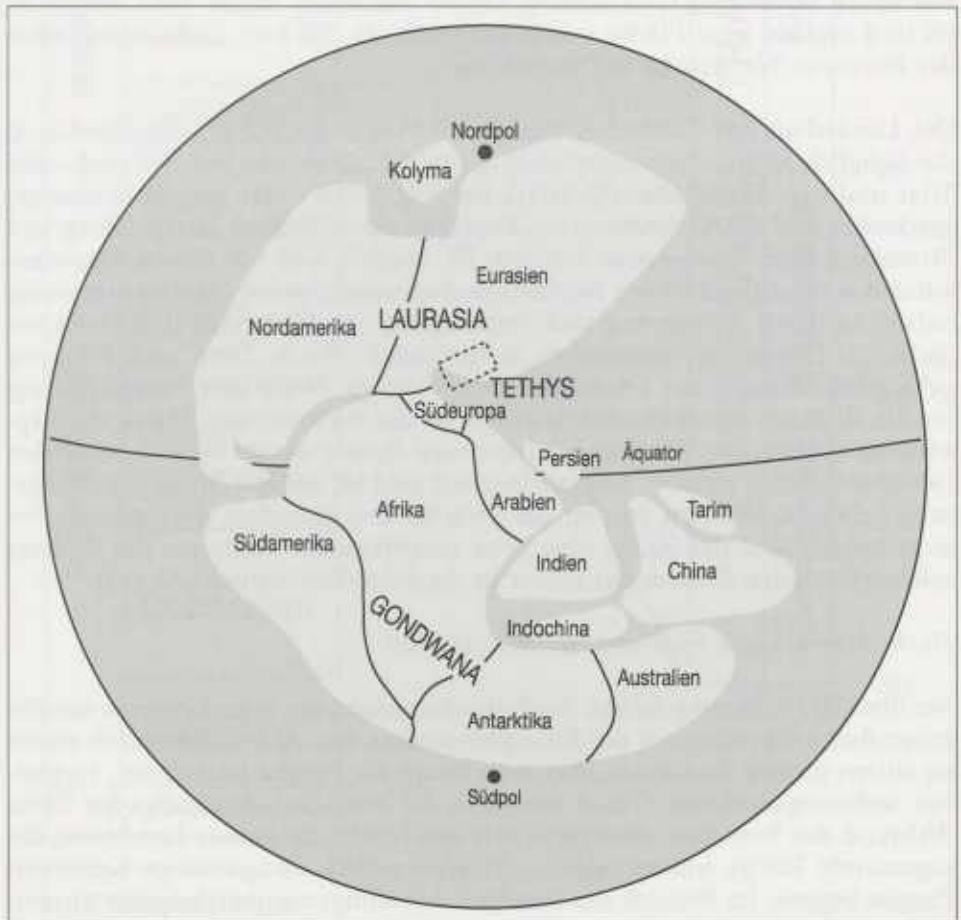 Nordpol
Kolyma
Eurasien
Nordamerika
LAURASIA
TETHYS
Südeuropa
Persien
Äquator
Afrika
Arabien
Tarim
Südamerika
Indien
China
GONDWANA
Indochina
Australien
Antarktika
Südpol